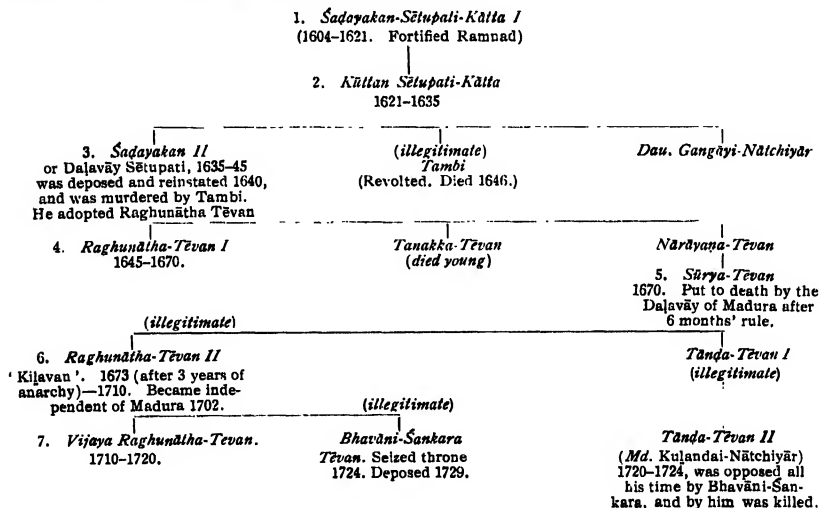 1. Śaḍayakan-Sētupati-Kātta I
(1604-1621. Fortified Ramnad)
2. Kūttan Sētupati-Kātta
1621-1635
3. Śaḍayakan II
or Daḷavāy Sētupati, 1635-45
was deposed and reinstated 1640,
and was murdered by Tambi.
He adopted Raghunātha Tēvan
(illegitimate)
Tambi
(Revolted. Died 1646.)
Dau. Gangāyi-Nātchiyār
4. Raghunātha-Tēvan I
1645-1670.
Tanakka-Tēvan
(died young)
Nārāyaṇa-Tēvan
5. Sūrya-Tēvan
1670. Put to death by the
Daḷavāy of Madura after
6 months' rule.
(illegitimate)
6. Raghunātha-Tēvan II
' Kiḷavan '. 1673 (after 3 years of
anarchy)—1710. Became inde-
pendent of Madura 1702.
Tānḍa-Tēvan I
(illegitimate)
(illegitimate)
7. Vijaya Raghunātha-Tevan.
1710-1720.
Bhavāni-Śankara
Tēvan. Seized throne
1724. Deposed 1729.
Tānḍa-Tēvan II
(Md. Kuḷandai-Nātchiyār)
1720-1724, was opposed all
his time by Bhavāni-Śan-
kara, and by him was killed.